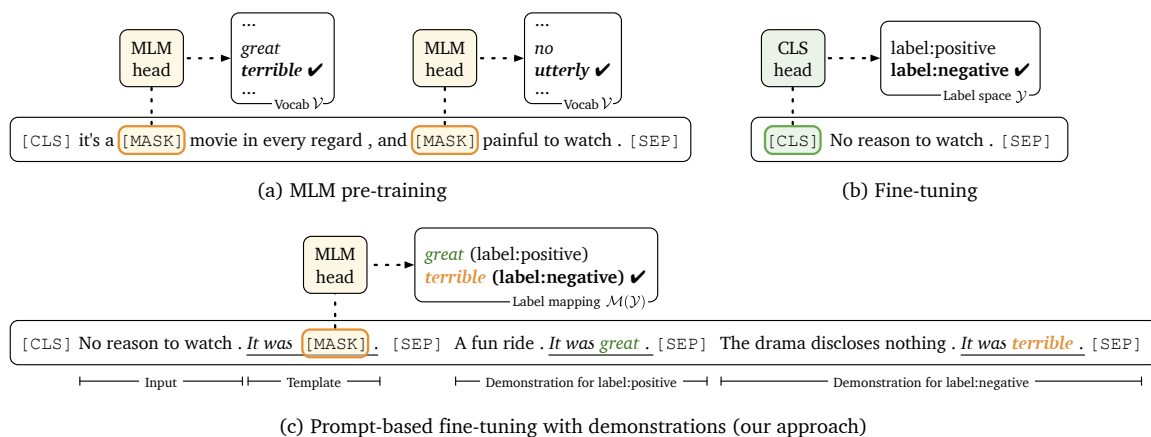 MLM head
...
great
terrible ✔
...
Vocab 𝒱
MLM head
...
no
utterly ✔
...
Vocab 𝒱
[CLS] it's a [MASK] movie in every regard , and [MASK] painful to watch . [SEP]
(a) MLM pre-training
CLS head
label:positive
label:negative ✔
Label space 𝒴
[CLS] No reason to watch . [SEP]
(b) Fine-tuning
MLM head
great (label:positive)
terrible (label:negative) ✔
Label mapping ℳ(𝒴)
[CLS] No reason to watch . It was [MASK] . [SEP] A fun ride . It was great . [SEP] The drama discloses nothing . It was terrible . [SEP]
Input Template Demonstration for label:positive Demonstration for label:negative
(c) Prompt-based fine-tuning with demonstrations (our approach)